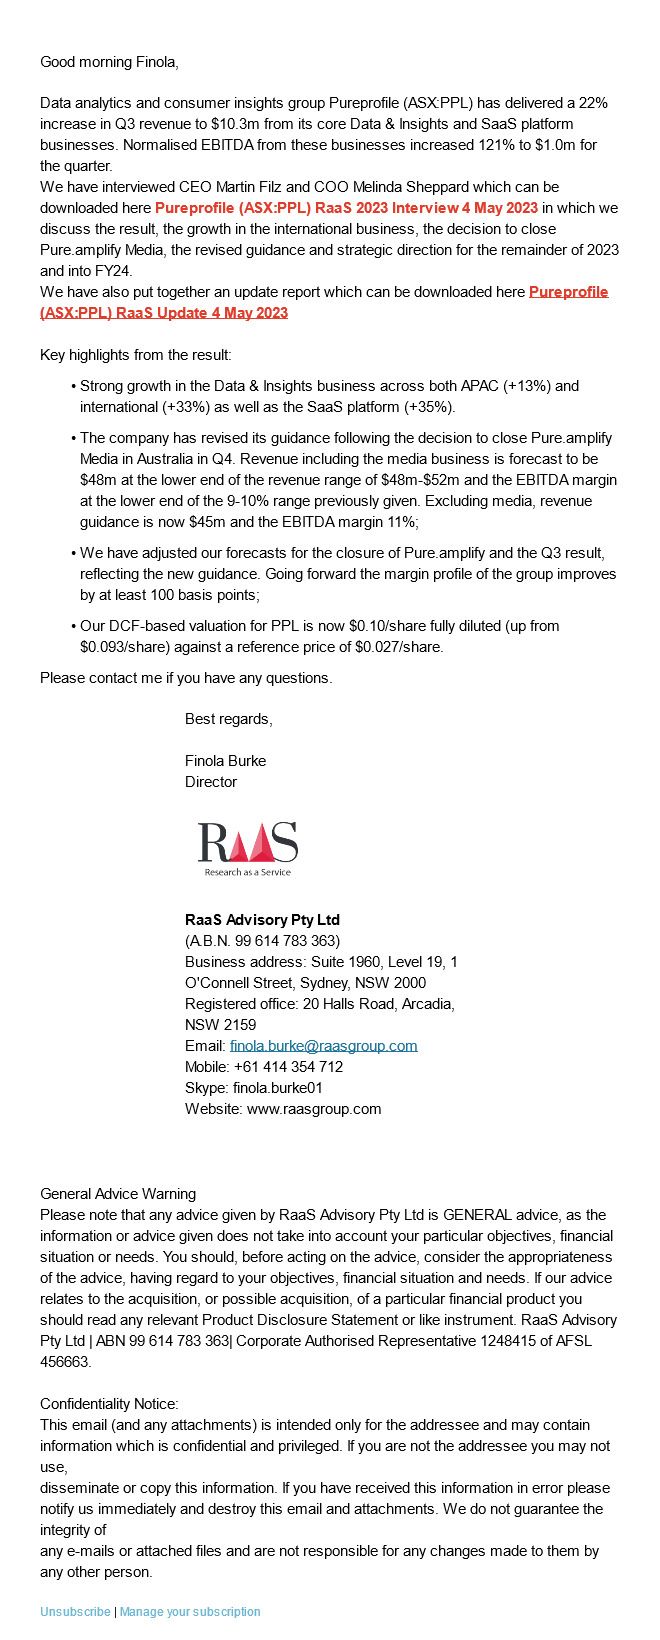 Good morning Finola,
Data analytics and consumer insights group Pureprofile (ASX:PPL) has delivered a 22%
increase in Q3 revenue to $10.3m from its core Data & Insights and SaaS platform
businesses. Normalised EBITDA from these businesses increased 121% to $1.0m for
the quarter.
We have interviewed CEO Martin Filz and COO Melinda Sheppard which can be
downloaded here Pureprofile (ASX:PPL) RaaS 2023 Interview 4 May 2023 in which we
discuss the result, the growth in the international business, the decision to close
Pure.amplify Media, the revised guidance and strategic direction for the remainder of 2023
and into FY24.
We have also put together an update report which can be downloaded here Pureprofile
(ASX:PPL) RaaS Update 4 May 2023
Key highlights from the result:
• Strong growth in the Data & Insights business across both APAC (+13%) and
international (+33%) as well as the SaaS platform (+35%).
• The company has revised its guidance following the decision to close Pure.amplify
Media in Australia in Q4. Revenue including the media business is forecast to be
$48m at the lower end of the revenue range of $48m-$52m and the EBITDA margin
at the lower end of the 9-10% range previously given. Excluding media, revenue
guidance is now $45m and the EBITDA margin 11%;
• We have adjusted our forecasts for the closure of Pure.amplify and the Q3 result,
reflecting the new guidance. Going forward the margin profile of the group improves
by at least 100 basis points;
• Our DCF-based valuation for PPL is now $0.10/share fully diluted (up from
$0.093/share) against a reference price of $0.027/share.
Please contact me if you have any questions.
Best regards,
Finola Burke
Director
RaaS
Research as a Service
RaaS Advisory Pty Ltd
(A.B.N. 99 614 783 363)
Business address: Suite 1960, Level 19, 1
O'Connell Street, Sydney, NSW 2000
Registered office: 20 Halls Road, Arcadia,
NSW 2159
Email: finola.burke@raasgroup.com
Mobile: +61 414 354 712
Skype: finola.burke01
Website: www.raasgroup.com
General Advice Warning
Please note that any advice given by RaaS Advisory Pty Ltd is GENERAL advice, as the
information or advice given does not take into account your particular objectives, financial
situation or needs. You should, before acting on the advice, consider the appropriateness
of the advice, having regard to your objectives, financial situation and needs. If our advice
relates to the acquisition, or possible acquisition, of a particular financial product you
should read any relevant Product Disclosure Statement or like instrument. RaaS Advisory
Pty Ltd | ABN 99 614 783 363| Corporate Authorised Representative 1248415 of AFSL
456663.
Confidentiality Notice:
This email (and any attachments) is intended only for the addressee and may contain
information which is confidential and privileged. If you are not the addressee you may not
use,
disseminate or copy this information. If you have received this information in error please
notify us immediately and destroy this email and attachments. We do not guarantee the
integrity of
any e-mails or attached files and are not responsible for any changes made to them by
any other person.
Unsubscribe | Manage your subscription